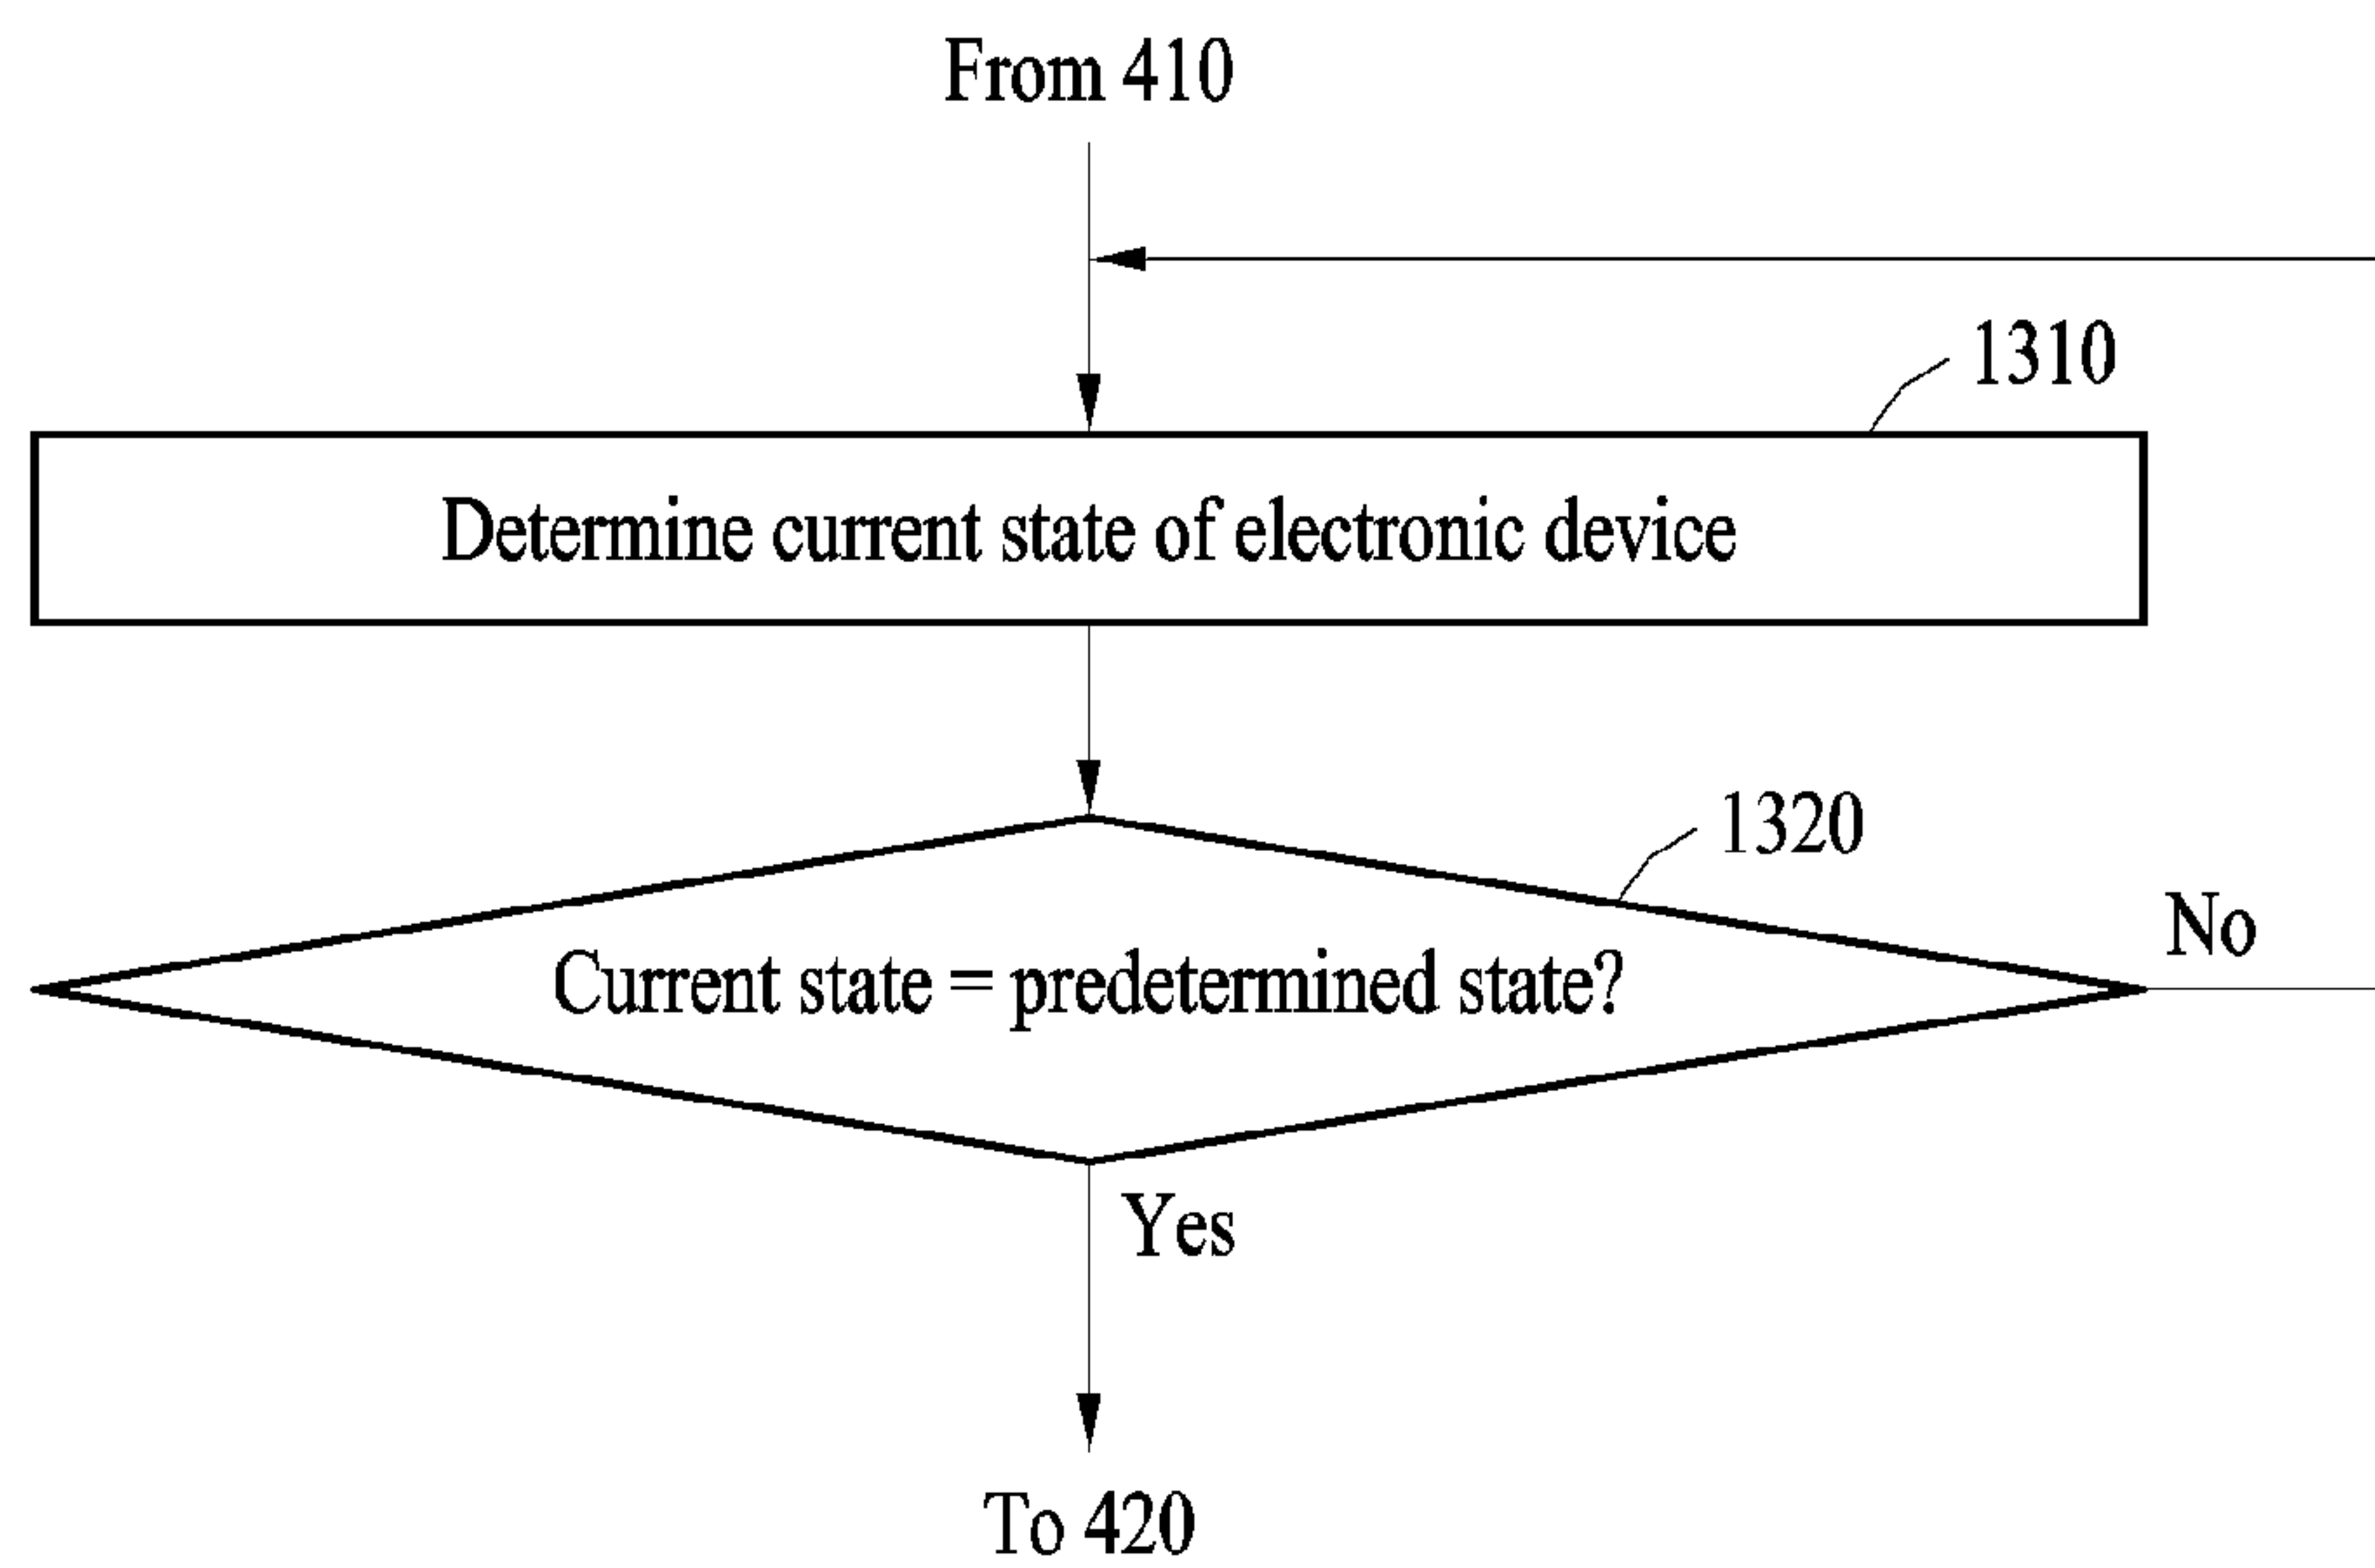 From 410
1310
Determine current state of electronic device
1320
No
Current state = predetermined state?
Yes
To 420